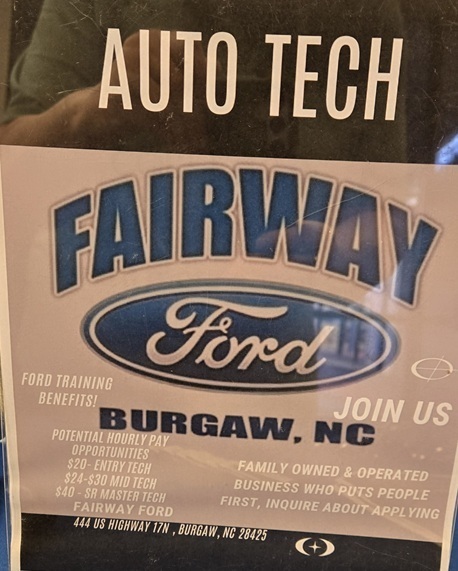 AUTO TECH
FAIRWAY
Ford
BURGAW, NC
FORD TRAINING
BENEFITS!
JOIN US
POTENTIAL HOURLY PAY
OPPORTUNITIES
$20- ENTRY TECH
$24-$30 MID TECH
$40 - SR MASTER TECH
FAIRWAY FORD
444 US HIGHWAY 17N , BURGAW, NC 28425
FAMILY OWNED & OPERATED
BUSINESS WHO PUTS PEOPLE
FIRST, INQUIRE ABOUT APPLYING